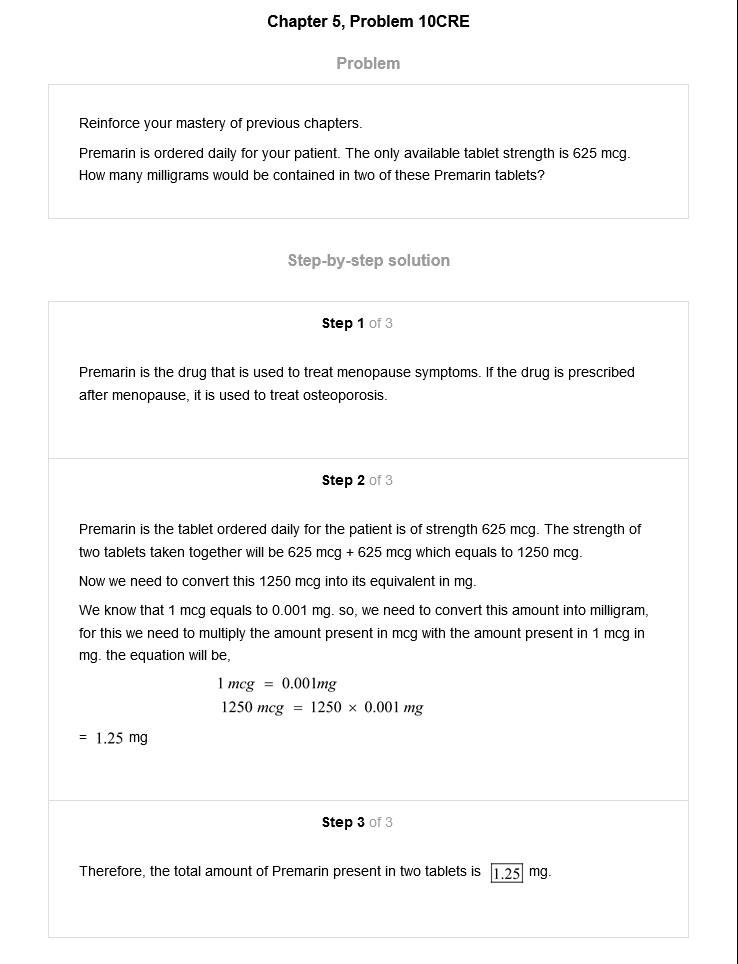 Chapter 5, Problem 10CRE
Problem
Reinforce your mastery of previous chapters.
Premarin is ordered daily for your patient. The only available tablet strength is 625 mcg.
How many milligrams would be contained in two of these Premarin tablets?
Step-by-step solution
Step 1 of 3
Premarin is the drug that is used to treat menopause symptoms. If the drug is prescribed
after menopause, it is used to treat osteoporosis.
Step 2 of 3
Premarin is the tablet ordered daily for the patient is of strength 625 mcg. The strength of
two tablets taken together will be 625 mcg + 625 mcg which equals to 1250 mcg.
Now we need to convert this 1250 mcg into its equivalent in mg.
We know that 1 mcg equals to 0.001 mg. so, we need to convert this amount into milligram,
for this we need to multiply the amount present in mcg with the amount present in 1 mcg in
mg. the equation will be,
1 mcg = 0.001mg
1250 mcg = 1250 × 0.001 mg
= 1.25 mg
Step 3 of 3
Therefore, the total amount of Premarin present in two tablets is 1.25 mg.